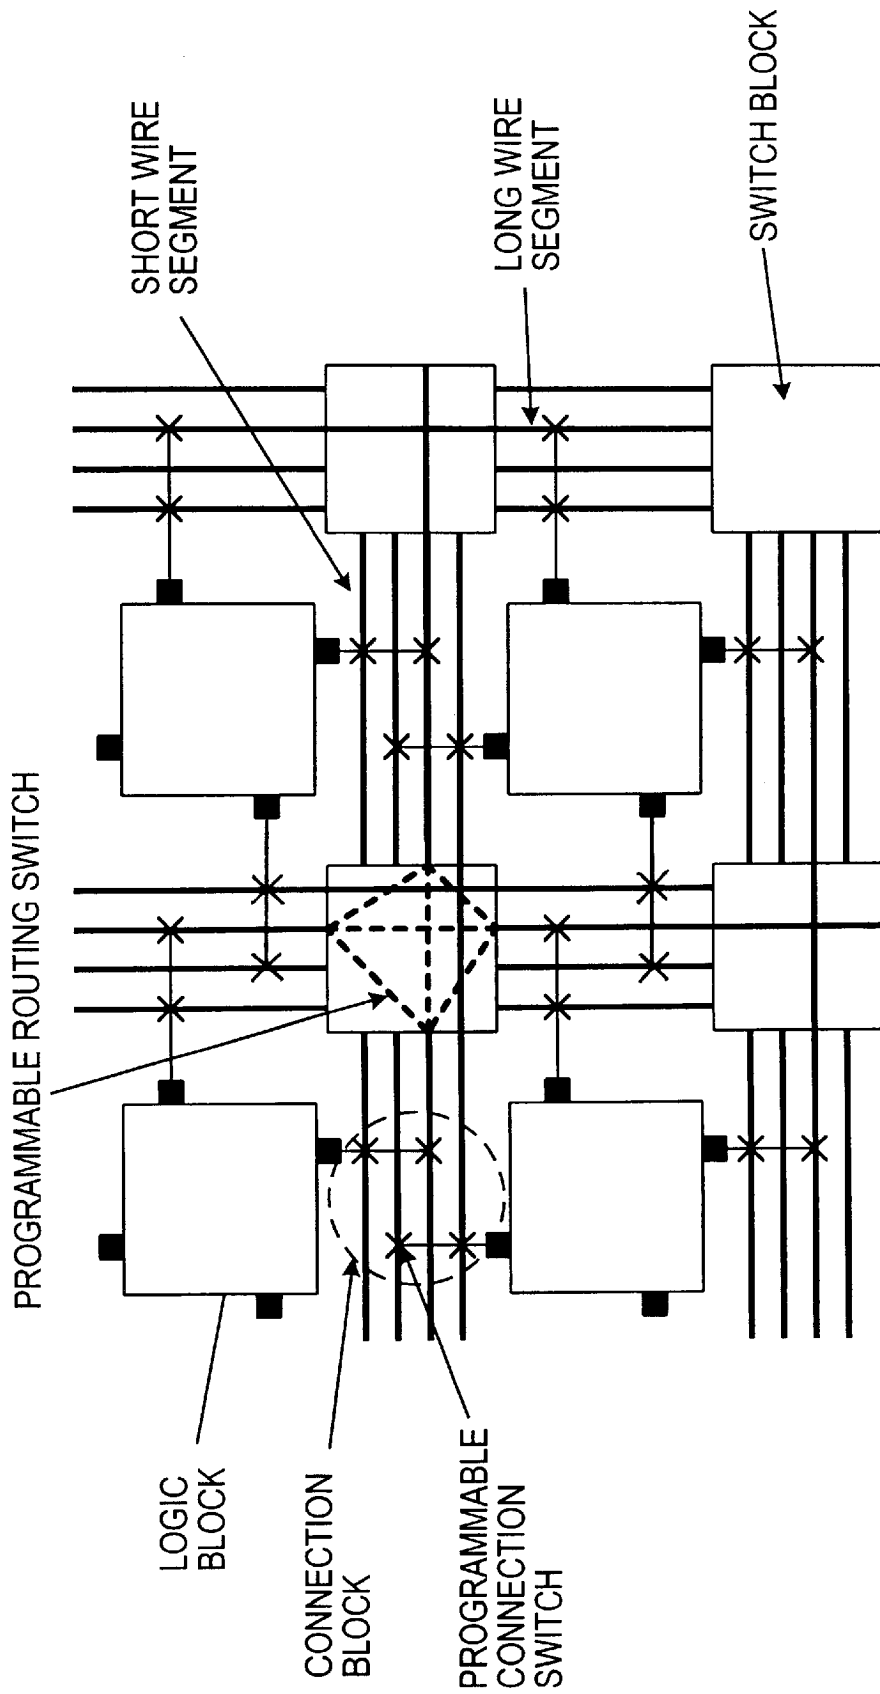 PROGRAMMABLE ROUTING SWITCH
SHORT WIRE
SEGMENT
LOGIC
BLOCK
LONG WIRE
SEGMENT
CONNECTION
BLOCK
PROGRAMMABLE
CONNECTION
SWITCH
SWITCH BLOCK